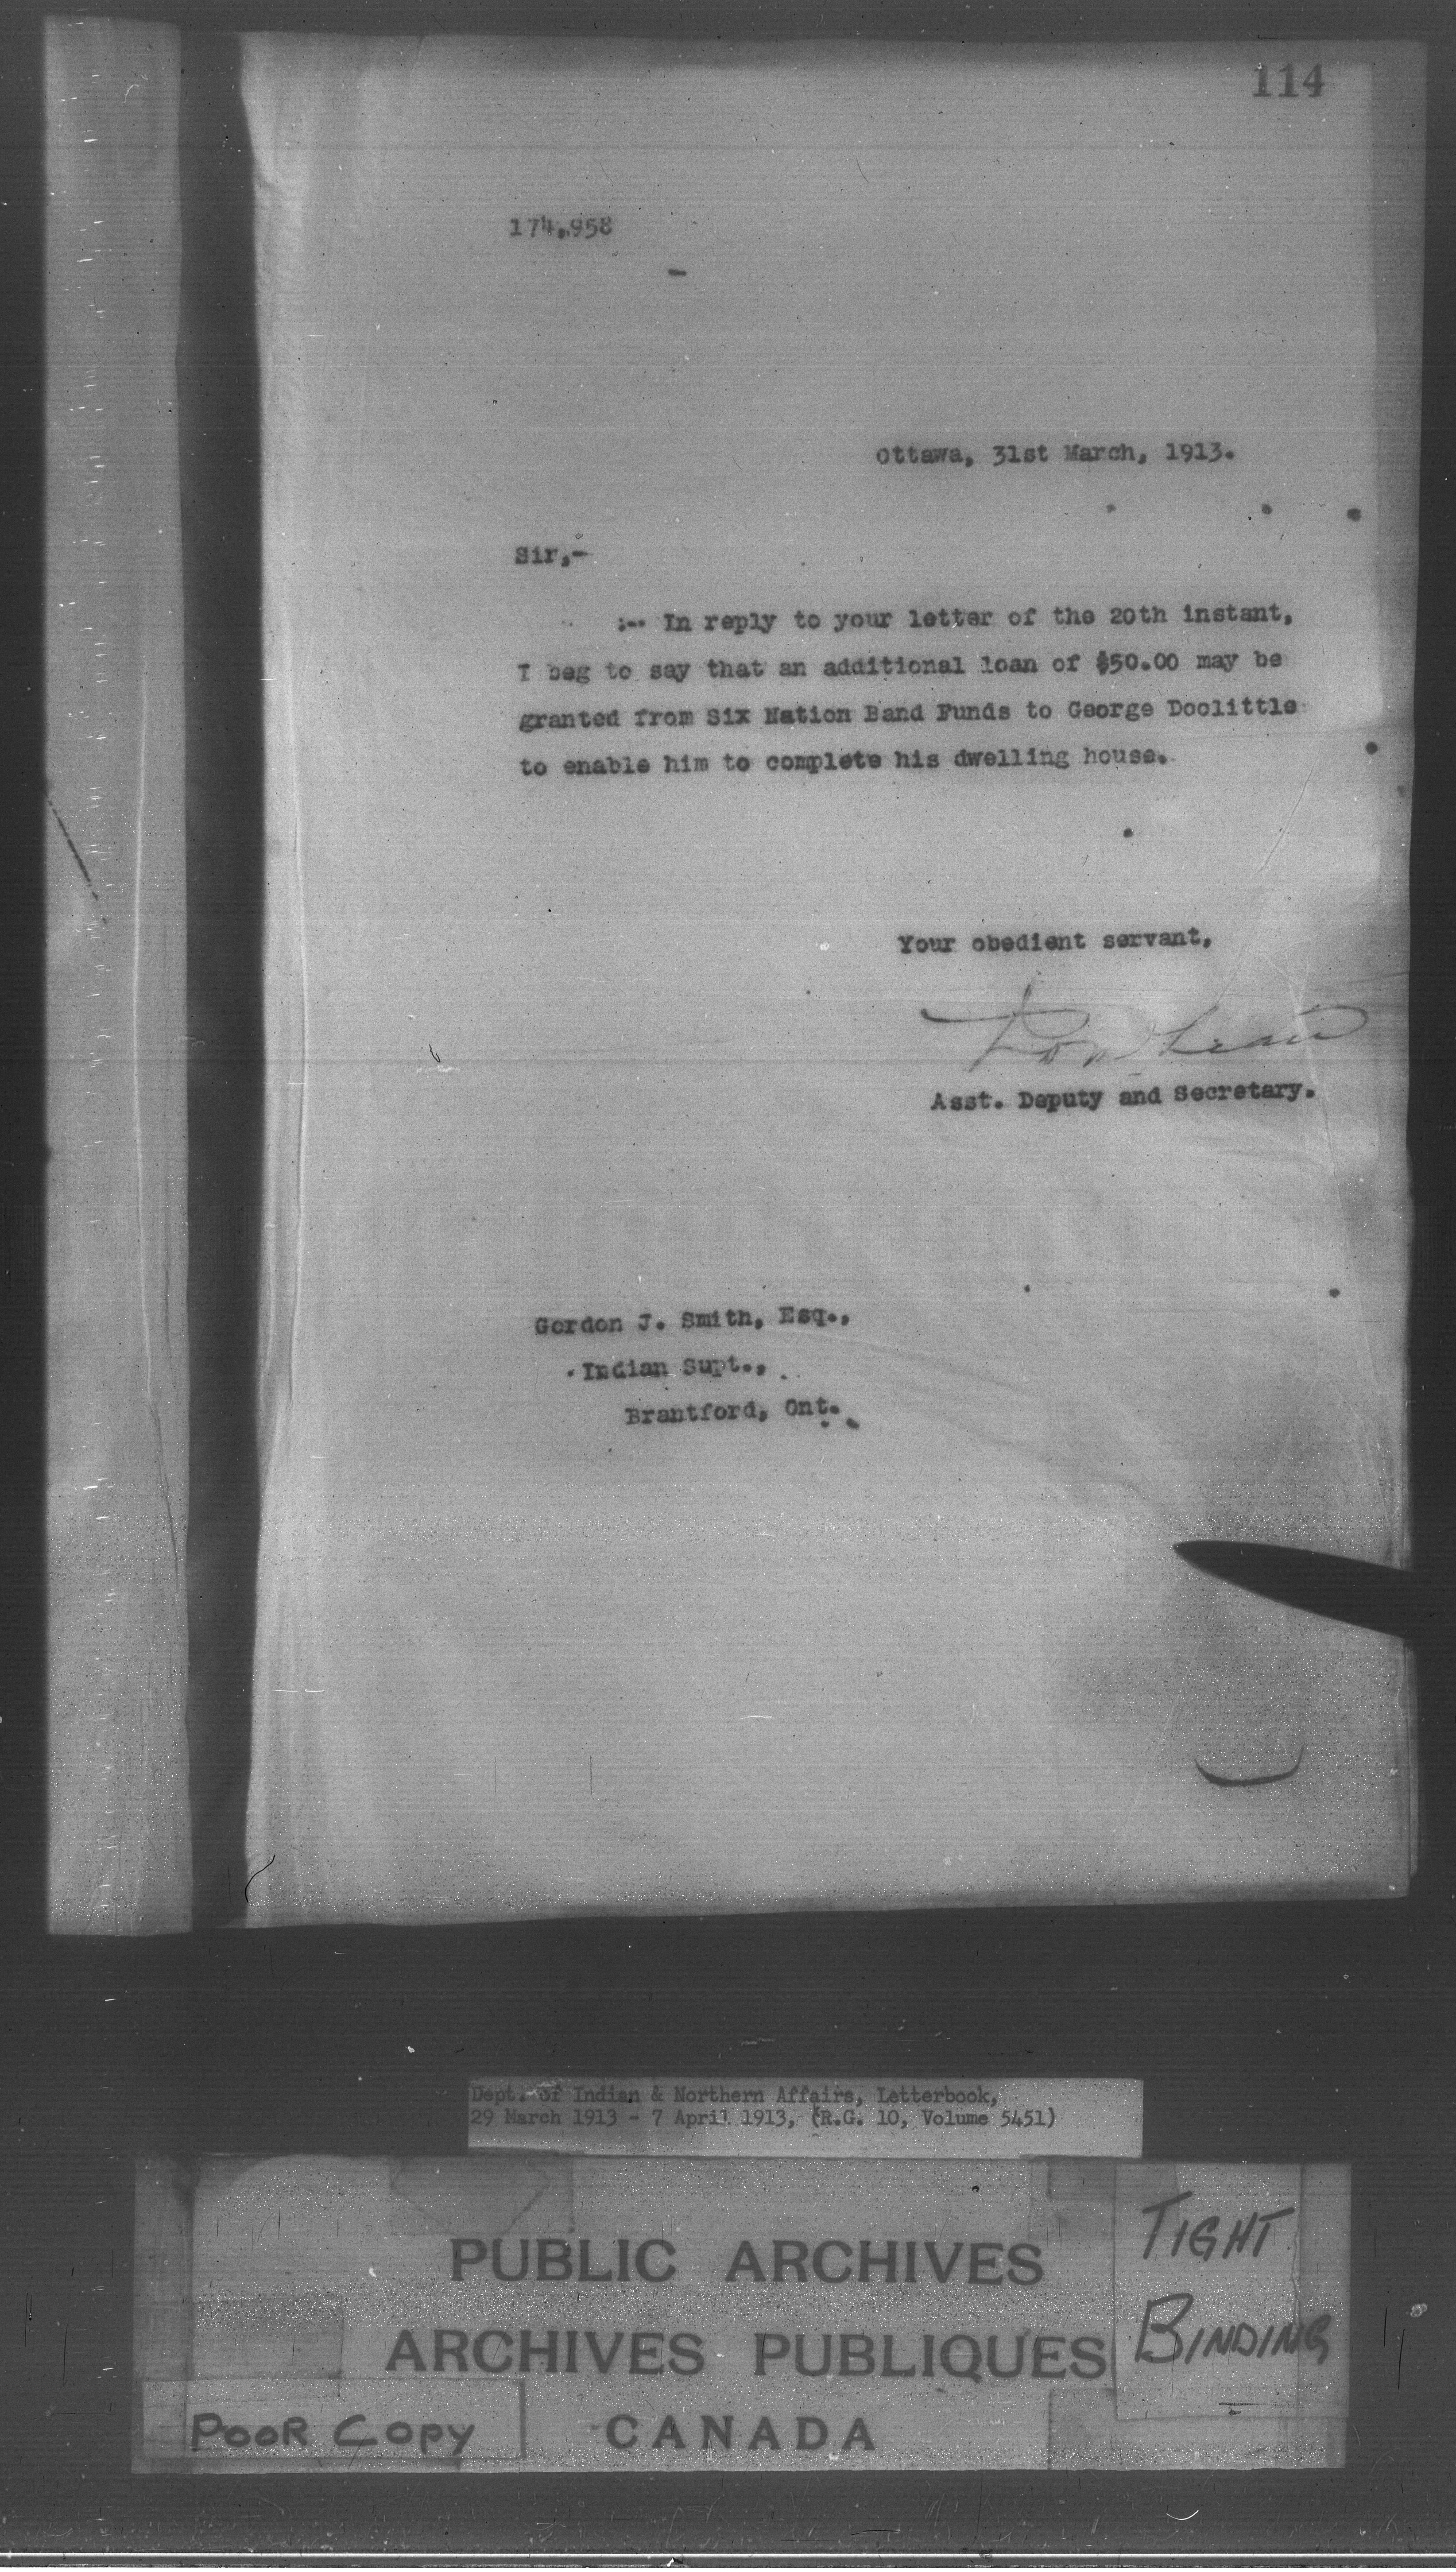 114
174,958
Ottawa, 31st March, 1913.
Sir,-
:-- In reply to your letter of the 20th instant,
I beg to say that an additional loan of $50.00 may be
granted from Six Nation Band Funds to George Doolittle
to enable him to complete his dwelling house.
Your obedient servant,
Asst. Deputy and Secretary.
Gordon J. Smith, Esq.,
Indian Supt.,
Brantford, Ont.
Dept. of Indian & Northern Affairs, Letterbook,
29 March 1913 - 7 April 1913, (R.G. 10, Volume 5451)
PUBLIC ARCHIVES
ARCHIVES PUBLIQUES
CANADA
TIGHT
BINDING
POOR COPY